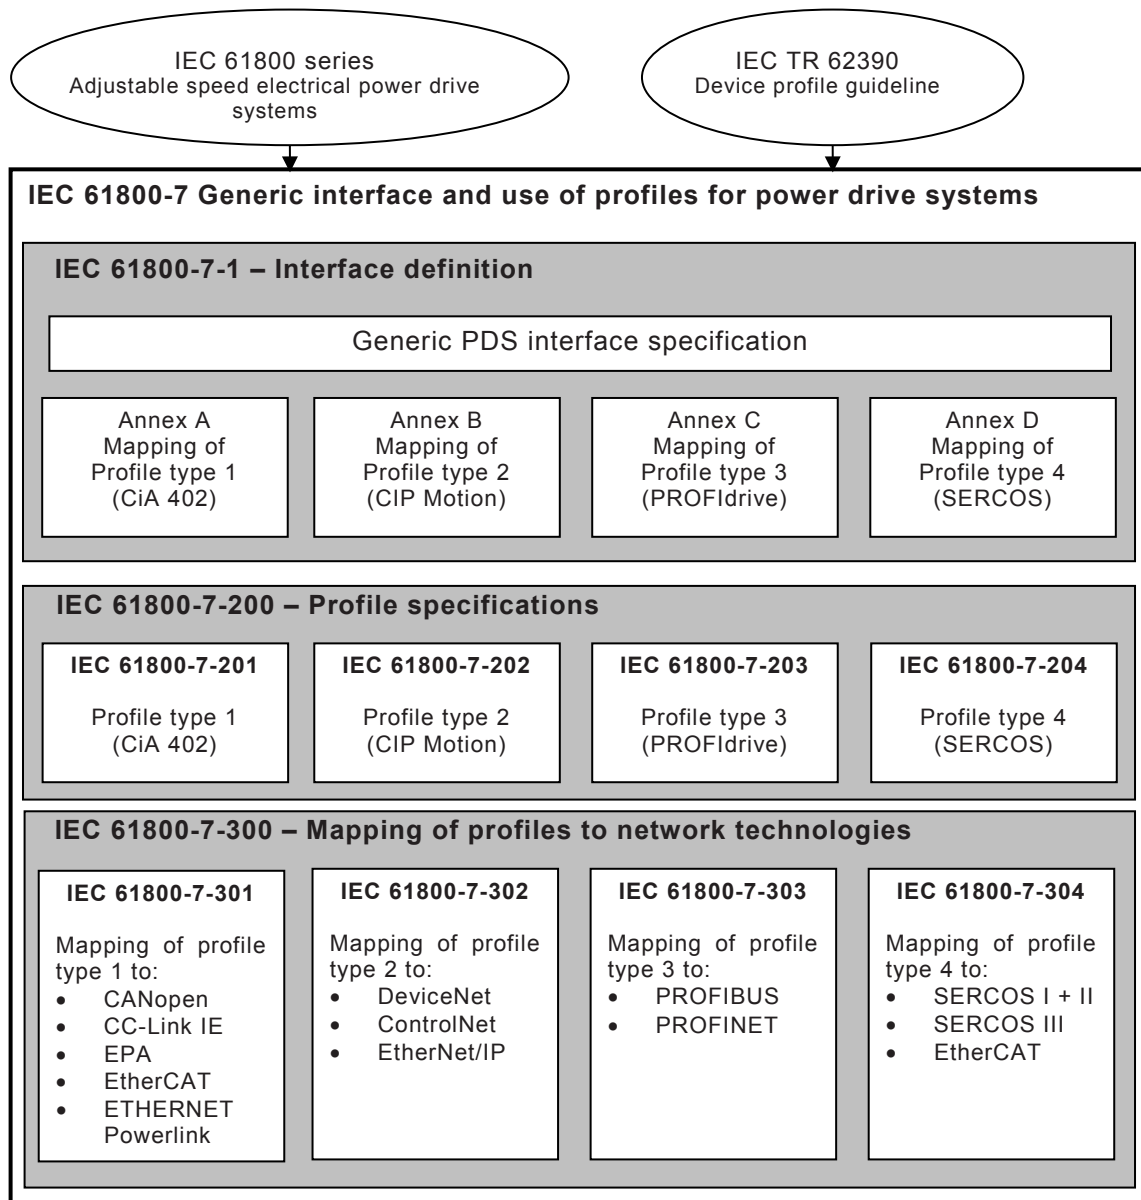 IEC 61800 series
Adjustable speed electrical power drive
systems
IEC TR 62390
Device profile guideline
IEC 61800-7 Generic interface and use of profiles for power drive systems
IEC 61800-7-1 – Interface definition
Generic PDS interface specification
Annex A
Mapping of
Profile type 1
(CiA 402)
Annex B
Mapping of
Profile type 2
(CIP Motion)
Annex C
Mapping of
Profile type 3
(PROFIdrive)
Annex D
Mapping of
Profile type 4
(SERCOS)
IEC 61800-7-200 – Profile specifications
IEC 61800-7-201
Profile type 1
(CiA 402)
IEC 61800-7-202
Profile type 2
(CIP Motion)
IEC 61800-7-203
Profile type 3
(PROFIdrive)
IEC 61800-7-204
Profile type 4
(SERCOS)
IEC 61800-7-300 – Mapping of profiles to network technologies
IEC 61800-7-301
Mapping of profile
type 1 to:
• CANopen
• CC-Link IE
• EPA
• EtherCAT
• ETHERNET
Powerlink
IEC 61800-7-302
Mapping of profile
type 2 to:
• DeviceNet
• ControlNet
• EtherNet/IP
IEC 61800-7-303
Mapping of profile
type 3 to:
• PROFIBUS
• PROFINET
IEC 61800-7-304
Mapping of profile
type 4 to:
• SERCOS I + II
• SERCOS III
• EtherCAT